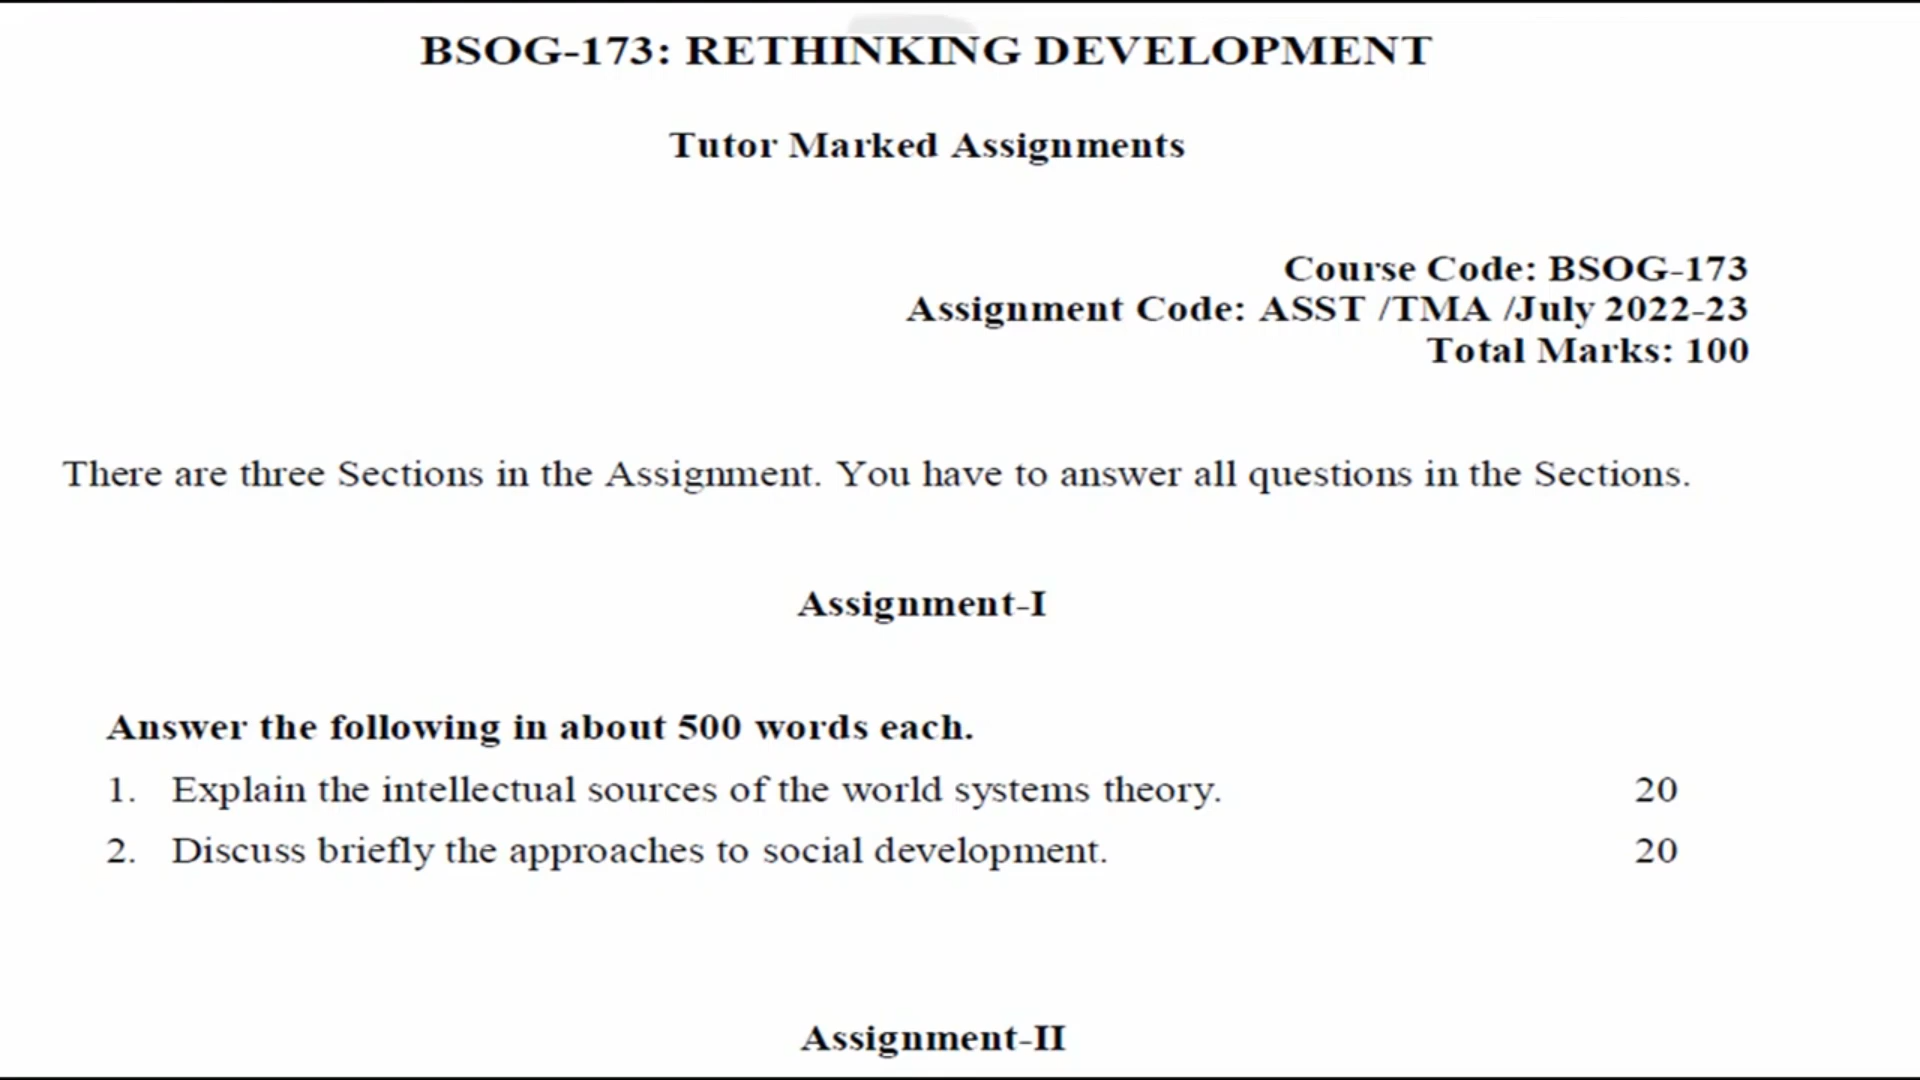 BSOG-173: RETHINKING DEVELOPMENT
Tutor Marked Assignments
Course Code: BSOG-173
Assignment Code: ASST /TMA /July 2022-23
Total Marks: 100
There are three Sections in the Assignment. You have to answer all questions in the Sections.
Assignment-I
Answer the following in about 500 words each.
1. Explain the intellectual sources of the world systems theory. 20
2. Discuss briefly the approaches to social development. 20
Assignment-II